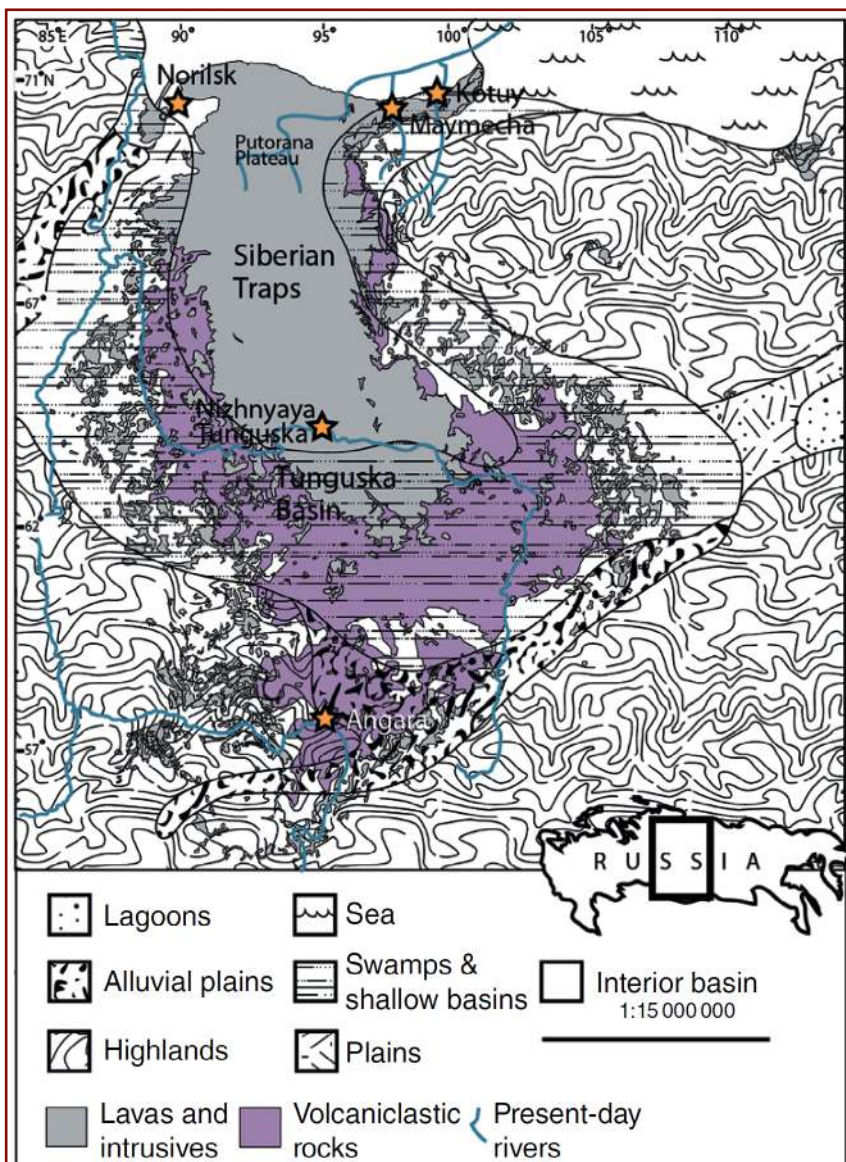 85 E 90 95 100 105 110
71 N
Norilsk
Kotuy
Maymecha
Putorana
Plateau
Siberian
Traps
67
Nizhnyaya
Tunguska
Tunguska
Basin
62
Angara
57
RUSSIA
Lagoons
Sea
Alluvial plains
Swamps &
shallow basins
Interior basin
1:15 000 000
Highlands
Plains
Lavas and
intrusives
Volcaniclastic
rocks
Present-day
rivers